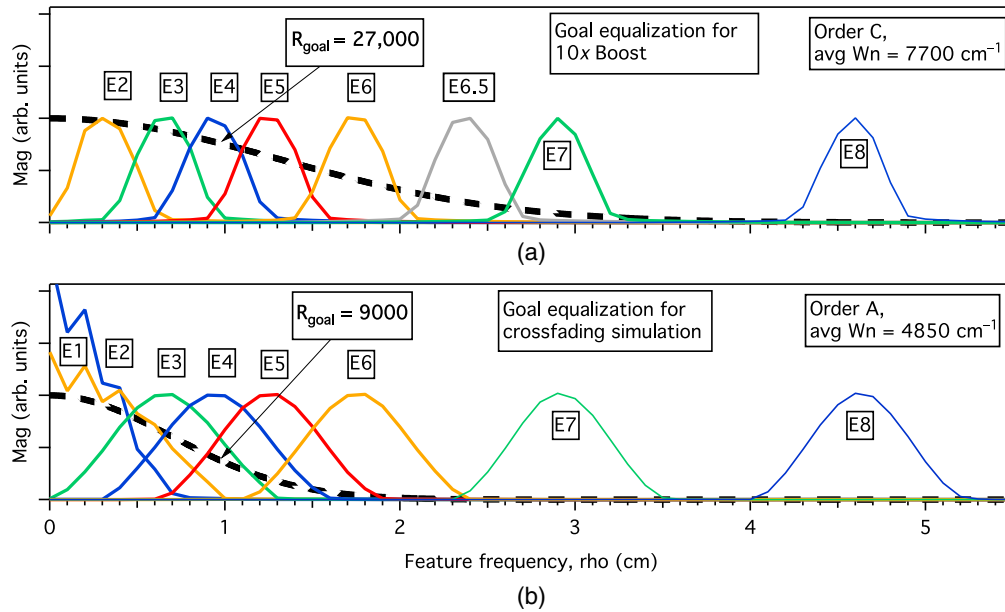 R_goal = 27,000
Goal equalization for
10x Boost
Order C,
avg Wn = 7700 cm⁻¹
E2 E3 E4 E5 E6 E6.5
E7
E8
Mag (arb. units)
(a)
R_goal = 9000
Goal equalization for
crossfading simulation
Order A,
avg Wn = 4850 cm⁻¹
E1 E2 E3 E4 E5 E6
E7
E8
Mag (arb. units)
0 1 2 3 4 5
Feature frequency, rho (cm)
(b)